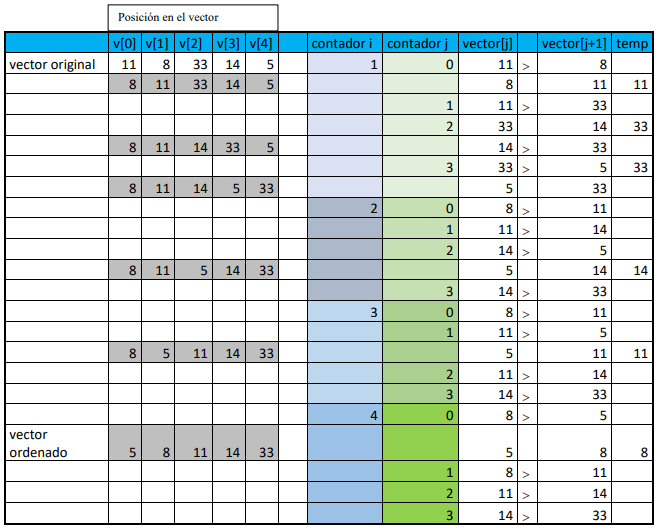 Posición en el vector
v[0] v[1] v[2] v[3] v[4] contador i contador j vector[j] vector[j+1] temp
vector original 11 8 33 14 5 1 0 11 > 8
8 11 33 14 5 8 11 11
1 11 > 33
2 33 14 33
8 11 14 33 5 14 > 33
3 33 > 5 33
8 11 14 5 33 5 33
2 0 8 > 11
1 11 > 14
2 14 > 5
8 11 5 14 33 5 14 14
3 14 > 33
3 0 8 > 11
1 11 > 5
8 5 11 14 33 5 11 11
2 11 > 14
3 14 > 33
4 0 8 > 5
vector
ordenado 5 8 11 14 33 5 8 8
1 8 > 11
2 11 > 14
3 14 > 33